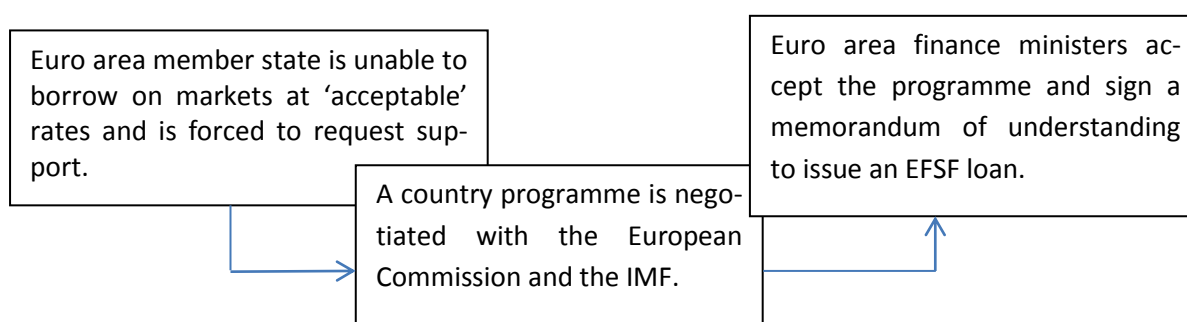 Euro area member state is unable to
borrow on markets at ‘acceptable’
rates and is forced to request sup-
port.
A country programme is nego-
tiated with the European
Commission and the IMF.
Euro area finance ministers ac-
cept the programme and sign a
memorandum of understanding
to issue an EFSF loan.